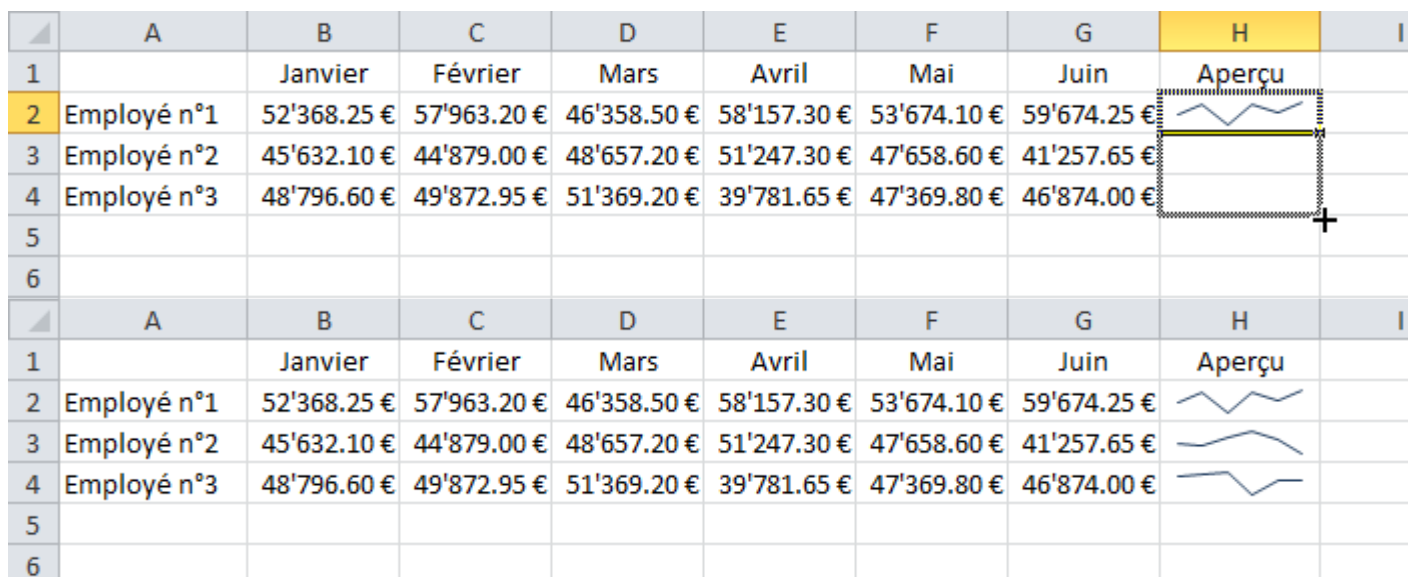 A B C D E F G H I
1 Janvier Février Mars Avril Mai Juin Aperçu
2 Employé n°1 52'368.25 € 57'963.20 € 46'358.50 € 58'157.30 € 53'674.10 € 59'674.25 €
3 Employé n°2 45'632.10 € 44'879.00 € 48'657.20 € 51'247.30 € 47'658.60 € 41'257.65 €
4 Employé n°3 48'796.60 € 49'872.95 € 51'369.20 € 39'781.65 € 47'369.80 € 46'874.00 €
5
6
A B C D E F G H I
1 Janvier Février Mars Avril Mai Juin Aperçu
2 Employé n°1 52'368.25 € 57'963.20 € 46'358.50 € 58'157.30 € 53'674.10 € 59'674.25 €
3 Employé n°2 45'632.10 € 44'879.00 € 48'657.20 € 51'247.30 € 47'658.60 € 41'257.65 €
4 Employé n°3 48'796.60 € 49'872.95 € 51'369.20 € 39'781.65 € 47'369.80 € 46'874.00 €
5
6